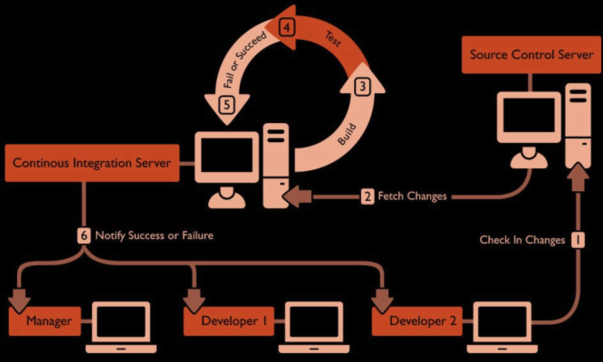 4
Test
Fail or Succeed
3
5
Build
Source Control Server
Continous Integration Server
2 Fetch Changes
6 Notify Success or Failure
Check In Changes 1
Manager
Developer 1
Developer 2